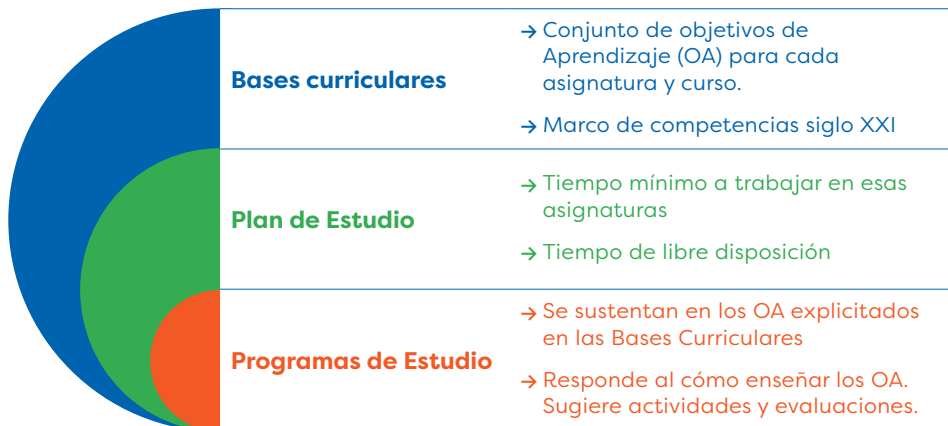 Bases curriculares
→ Conjunto de objetivos de
Aprendizaje (OA) para cada
asignatura y curso.
→ Marco de competencias siglo XXI
Plan de Estudio
→ Tiempo mínimo a trabajar en esas
asignaturas
→ Tiempo de libre disposición
Programas de Estudio
→ Se sustentan en los OA explicitados
en las Bases Curriculares
→ Responde al cómo enseñar los OA.
Sugiere actividades y evaluaciones.